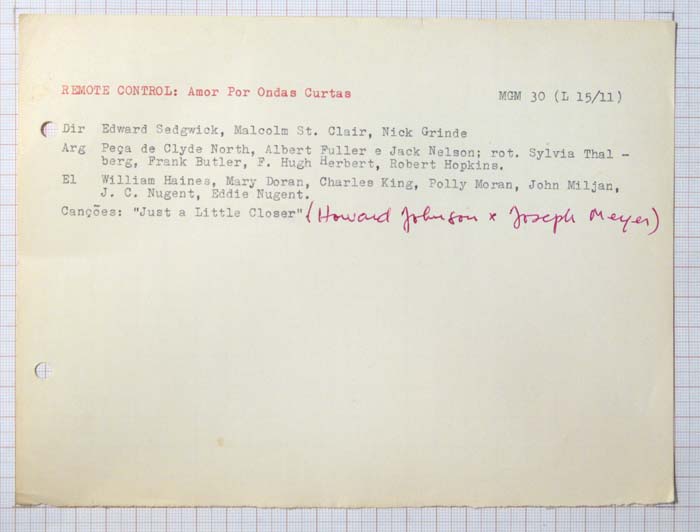 REMOTE CONTROL: Amor Por Ondas Curtas MGM 30 (L 15/11)
Dir Edward Sedgwick, Malcolm St. Clair, Nick Grinde
Arg Peça de Clyde North, Albert Fuller e Jack Nelson; rot. Sylvia Thal -
berg, Frank Butler, F. Hugh Herbert, Robert Hopkins.
El William Haines, Mary Doran, Charles King, Polly Moran, John Miljan,
J. C. Nugent, Eddie Nugent.
Canções: "Just a Little Closer" (Howard Johnson x Joseph Meyer)